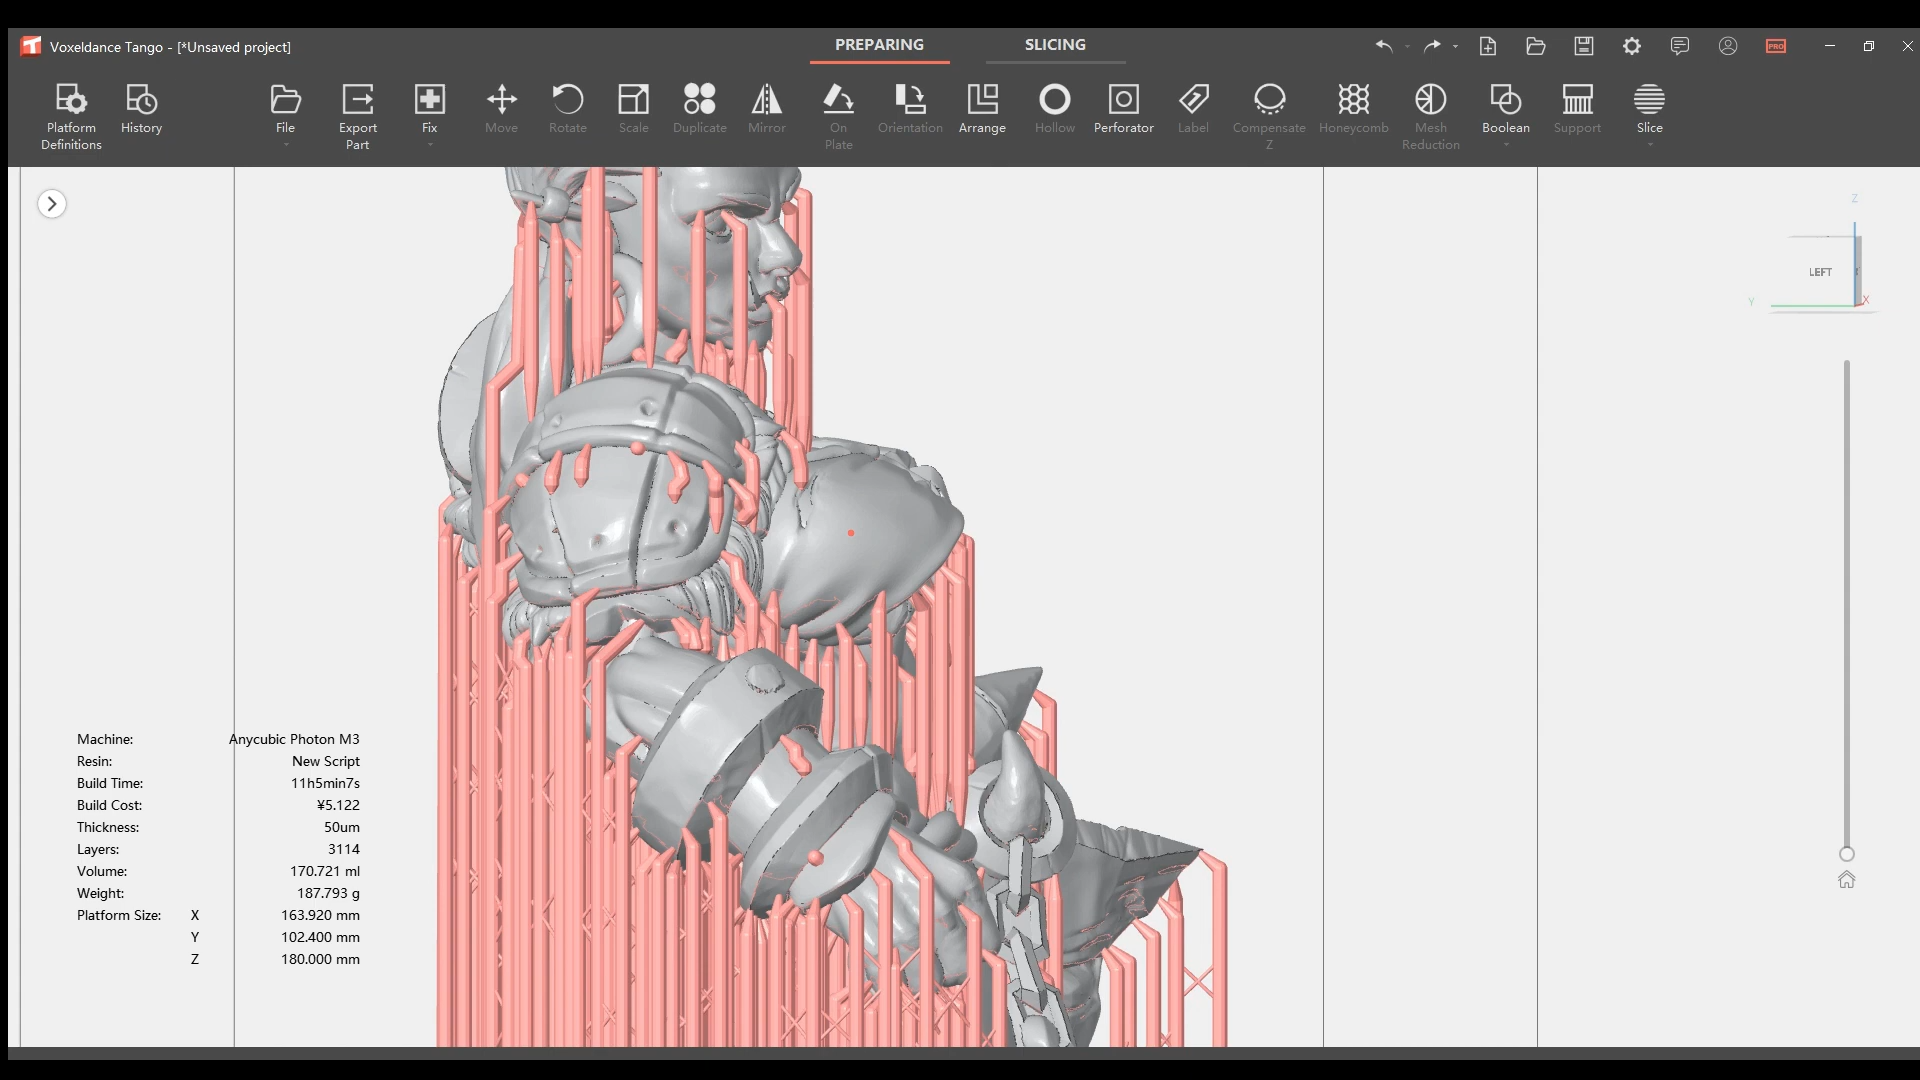 Voxeldance Tango - [*Unsaved project]
PREPARING
SLICING
PRO
Platform Definitions
History
File
Export Part
Fix
Move
Rotate
Scale
Duplicate
Mirror
On Plate
Orientation
Arrange
Hollow
Perforator
Label
Compensate Z
Honeycomb
Mesh Reduction
Boolean
Support
Slice
Z
LEFT
Y
X
Machine: Anycubic Photon M3
Resin: New Script
Build Time: 11h5min7s
Build Cost: ¥5.122
Thickness: 50um
Layers: 3114
Volume: 170.721 ml
Weight: 187.793 g
Platform Size: X 163.920 mm
Y 102.400 mm
Z 180.000 mm